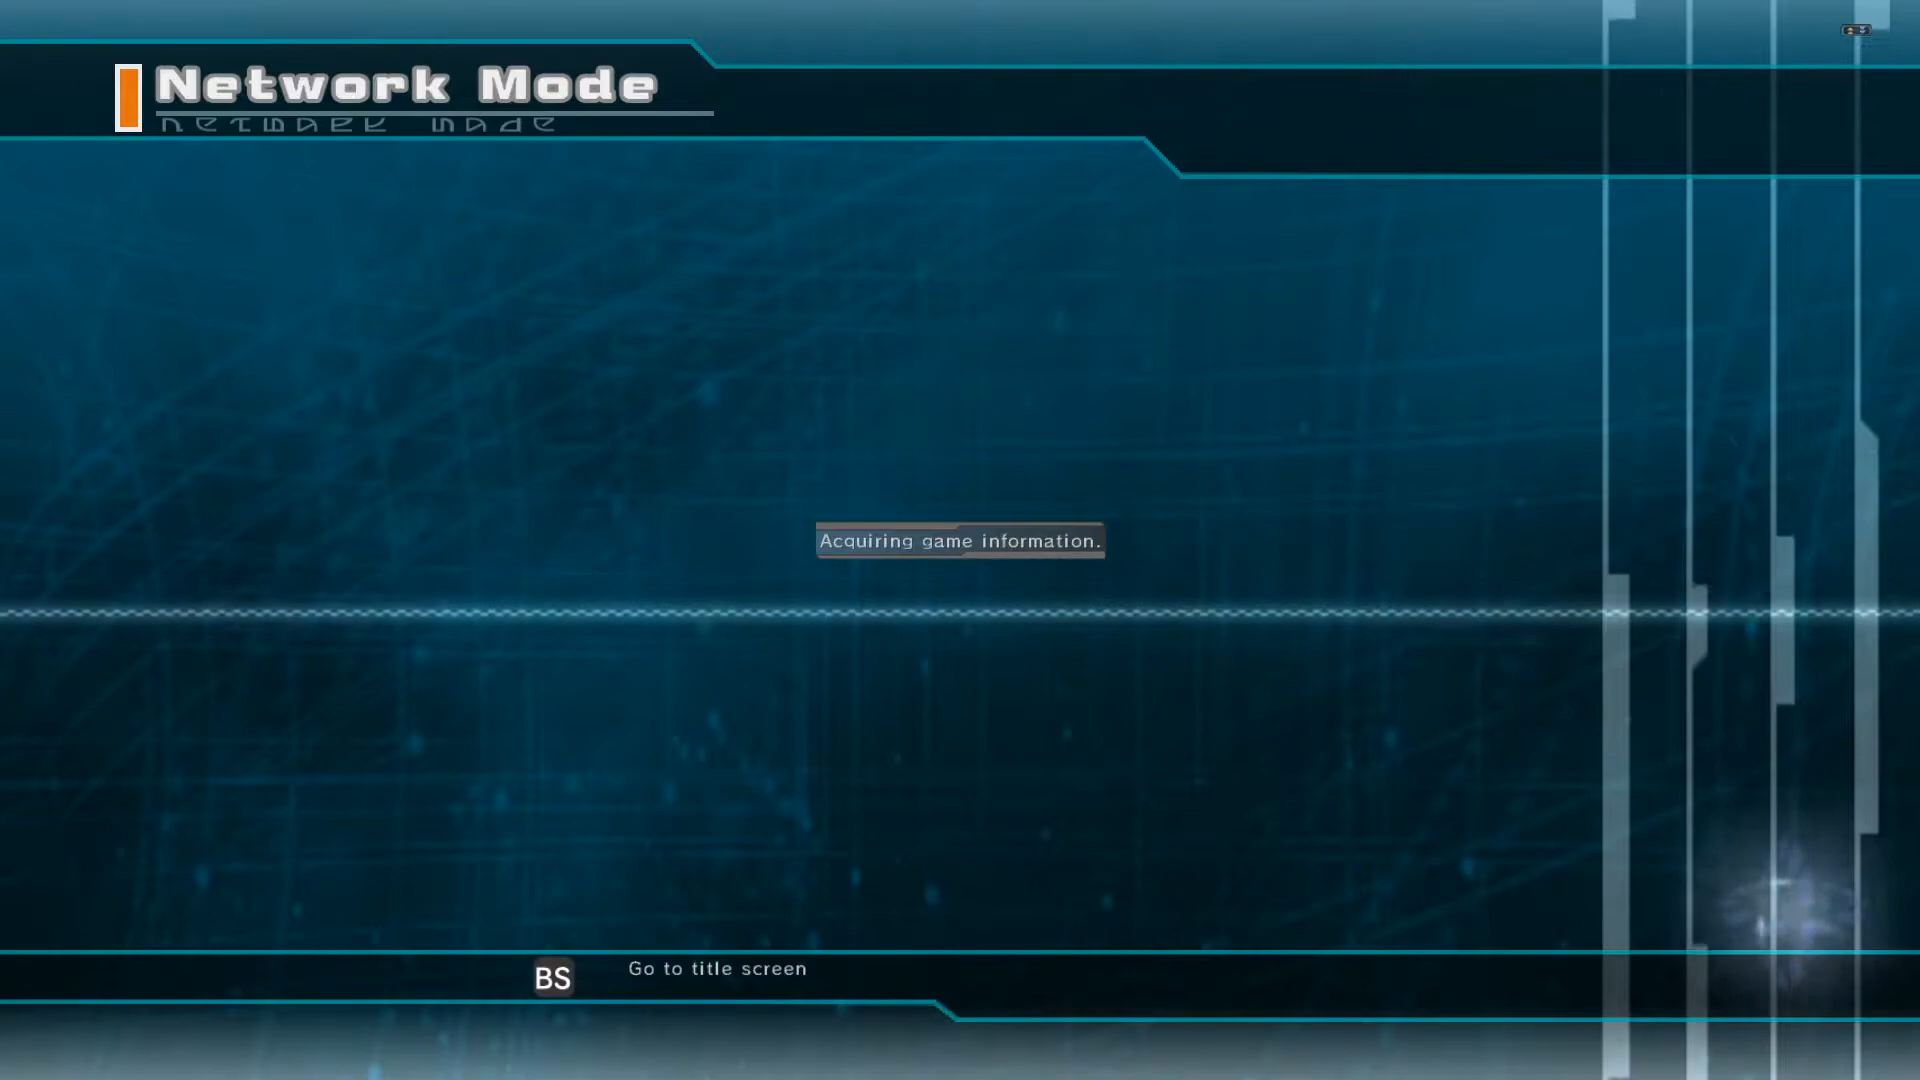 Network Mode
Acquiring game information.
BS Go to title screen